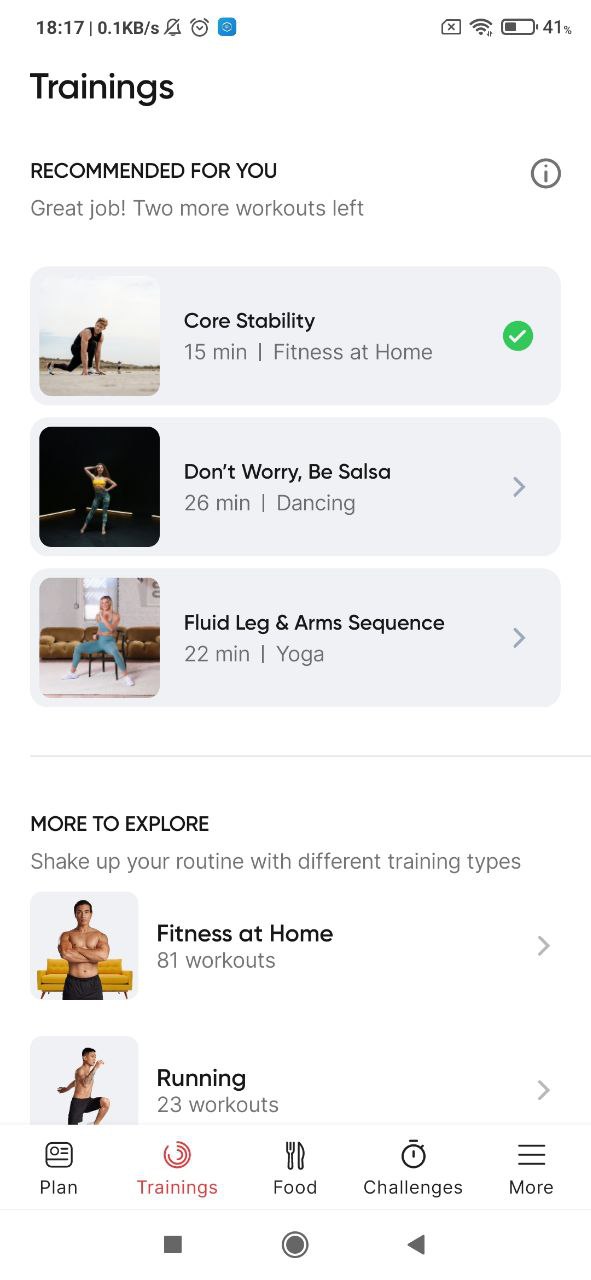 18:17 | 0.1KB/s 41%
Trainings
RECOMMENDED FOR YOU
Great job! Two more workouts left
Core Stability
15 min | Fitness at Home
Don't Worry, Be Salsa
26 min | Dancing
Fluid Leg & Arms Sequence
22 min | Yoga
MORE TO EXPLORE
Shake up your routine with different training types
Fitness at Home
81 workouts
Running
23 workouts
Plan Trainings Food Challenges More